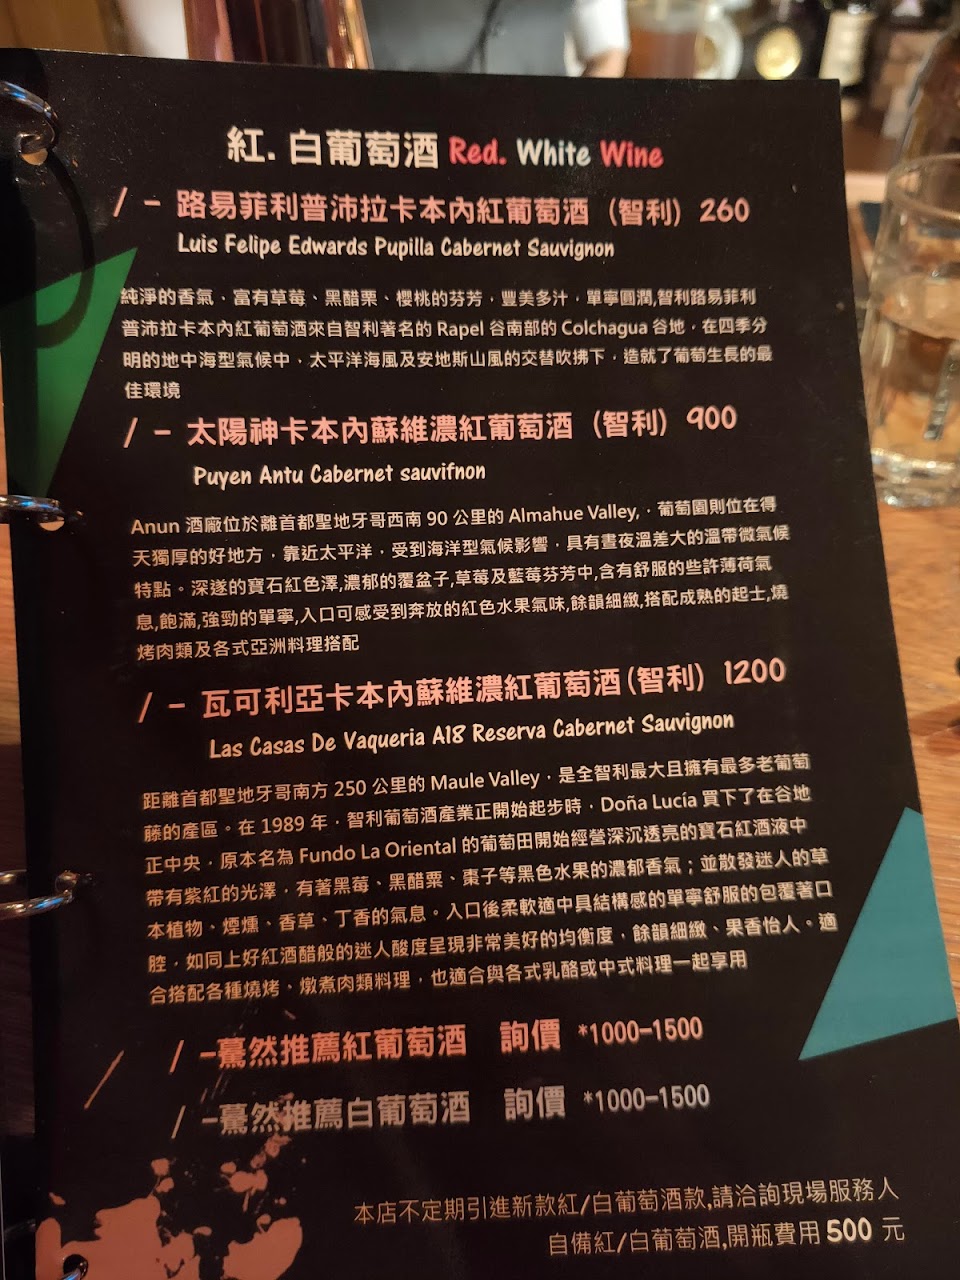 紅.白葡萄酒 Red. White Wine
/ - 路易菲利普沛拉卡本內紅葡萄酒 (智利) 260
Luis Felipe Edwards Pupilla Cabernet Sauvignon
純淨的香氣，富有草莓、黑醋栗、櫻桃的芬芳，豐美多汁，單寧圓潤,智利路易菲利
普沛拉卡本內紅葡萄酒來自智利著名的 Rapel 谷南部的 Colchagua 谷地，在四季分
明的地中海型氣候中，太平洋海風及安地斯山風的交替吹拂下，造就了葡萄生長的最
佳環境
/ - 太陽神卡本內蘇維濃紅葡萄酒 (智利) 900
Puyen Antu Cabernet sauvifnon
Anun 酒廠位於離首都聖地牙哥西南 90 公里的 Almahue Valley,，葡萄園則位在得
天獨厚的好地方，靠近太平洋，受到海洋型氣候影響，具有晝夜溫差大的溫帶微氣候
特點。深遂的寶石紅色澤,濃郁的覆盆子,草莓及藍莓芬芳中,含有舒服的些許薄荷氣
息,飽滿,強勁的單寧,入口可感受到奔放的紅色水果氣味,餘韻細緻,搭配成熟的起士,燒
烤肉類及各式亞洲料理搭配
/ - 瓦可利亞卡本內蘇維濃紅葡萄酒(智利) 1200
Las Casas De Vaqueria A18 Reserva Cabernet Sauvignon
距離首都聖地牙哥南方 250 公里的 Maule Valley，是全智利最大且擁有最多老葡萄
藤的產區。在 1989 年，智利葡萄酒產業正開始起步時，Doña Lucía 買下了在谷地
正中央，原本名為 Fundo La Oriental 的葡萄田開始經營深沉透亮的寶石紅酒液中
帶有紫紅的光澤，有著黑莓、黑醋粟、棗子等黑色水果的濃郁香氣；並散發迷人的草
本植物、煙燻、香草、丁香的氣息。入口後柔軟適中具結構感的單寧舒服的包覆著口
腔，如同上好紅酒醋般的迷人酸度呈現非常美好的均衡度，餘韻細緻、果香怡人。適
合搭配各種燒烤、燉煮肉類料理，也適合與各式乳酪或中式料理一起享用
/ -驀然推薦紅葡萄酒 詢價 *1000-1500
/ -驀然推薦白葡萄酒 詢價 *1000-1500
本店不定期引進新款紅/白葡萄酒款,請洽詢現場服務人
自備紅/白葡萄酒,開瓶費用 500 元